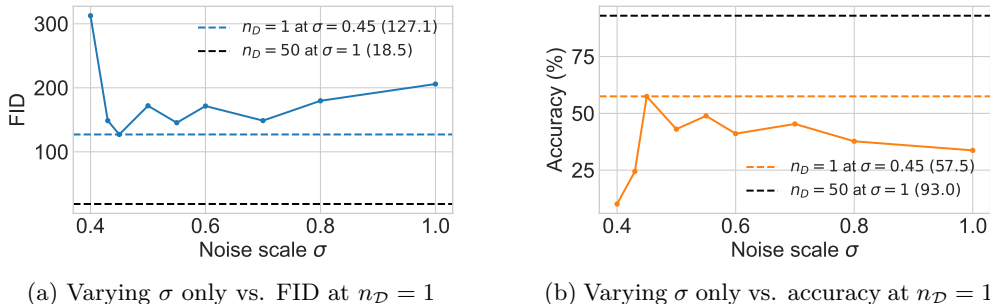 300
200
100
FID
n_D = 1 at σ = 0.45 (127.1)
n_D = 50 at σ = 1 (18.5)
0.4 0.6 0.8 1.0
Noise scale σ
(a) Varying σ only vs. FID at n_𝒟 = 1
75
50
25
Accuracy (%)
n_D = 1 at σ = 0.45 (57.5)
n_D = 50 at σ = 1 (93.0)
0.4 0.6 0.8 1.0
Noise scale σ
(b) Varying σ only vs. accuracy at n_𝒟 = 1